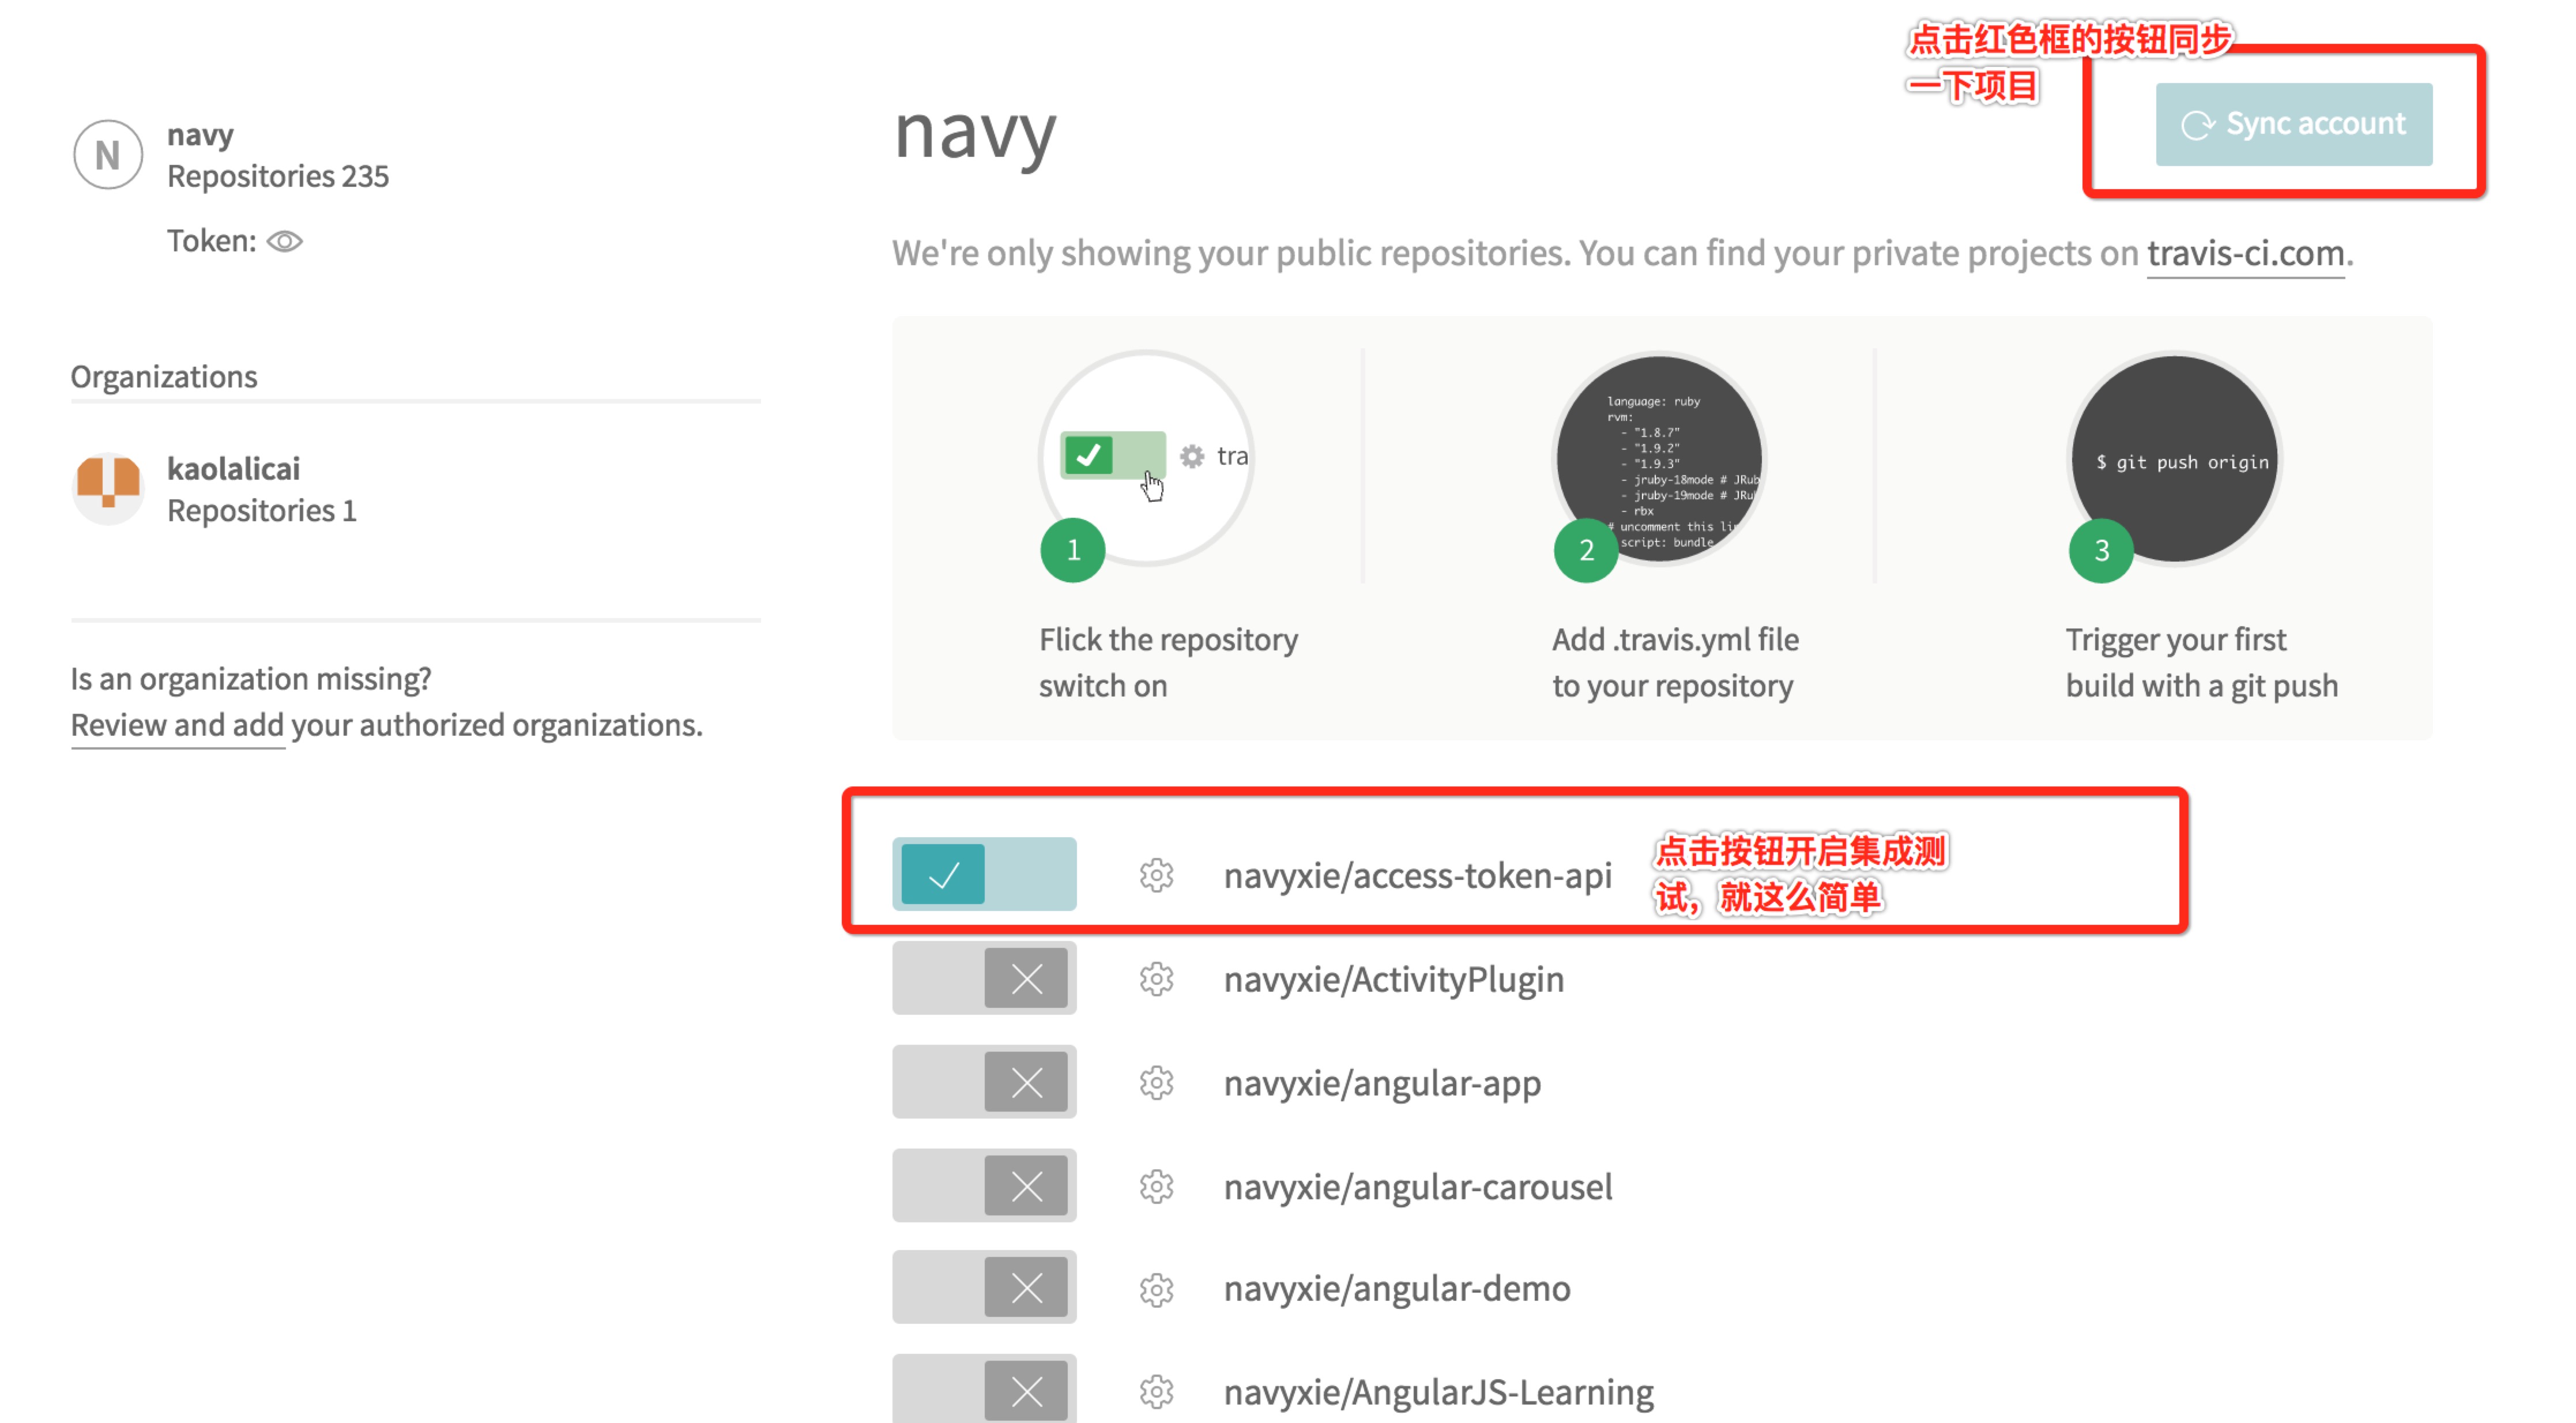 点击红色框的按钮同步
一下项目
N
navy
Repositories 235
Token:
Organizations
kaolalicai
Repositories 1
Is an organization missing?
Review and add your authorized organizations.
navy
Sync account
We're only showing your public repositories. You can find your private projects on travis-ci.com.
tra
1
Flick the repository
switch on
language: ruby
rvm:
- "1.8.7"
- "1.9.2"
- "1.9.3"
- jruby-18mode # JRub
- jruby-19mode # JRu
- rbx
# uncomment this li
script: bundle
2
Add .travis.yml file
to your repository
$ git push origin
3
Trigger your first
build with a git push
navyxie/access-token-api
点击按钮开启集成测
试，就这么简单
navyxie/ActivityPlugin
navyxie/angular-app
navyxie/angular-carousel
navyxie/angular-demo
navyxie/AngularJS-Learning